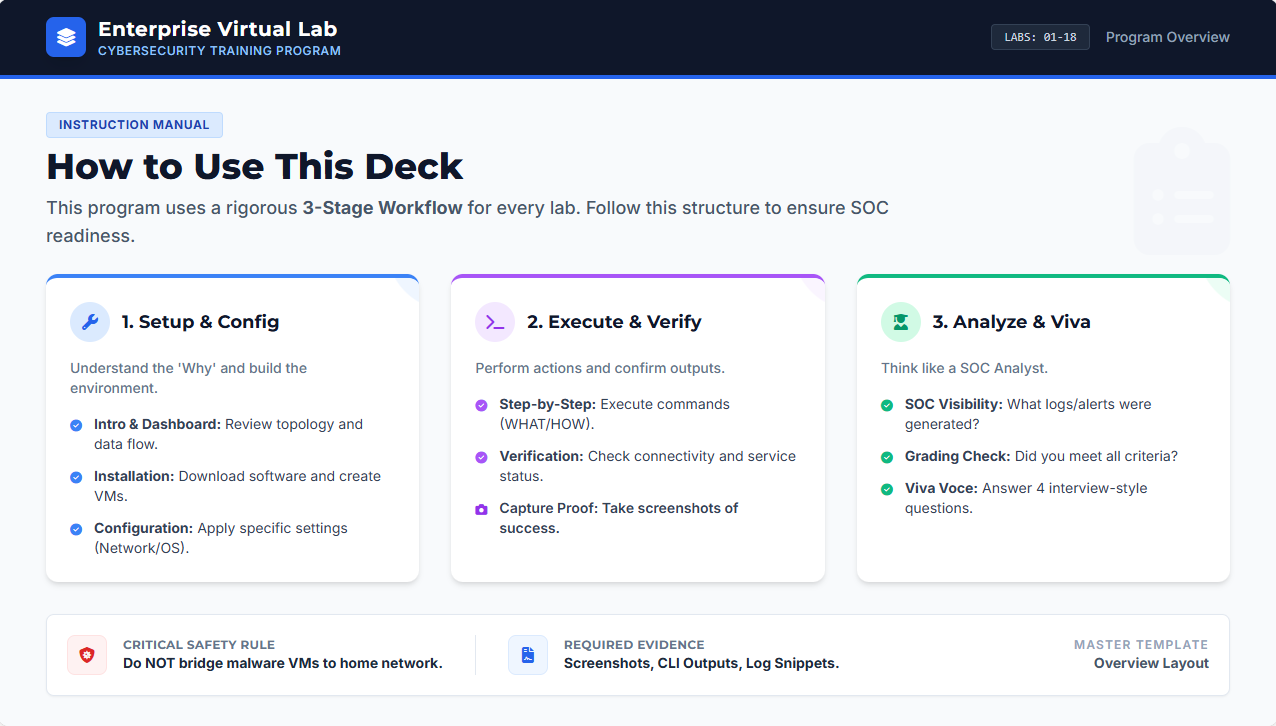 Enterprise Virtual Lab
CYBERSECURITY TRAINING PROGRAM
LABS: 01-18
Program Overview
INSTRUCTION MANUAL
How to Use This Deck
This program uses a rigorous 3-Stage Workflow for every lab. Follow this structure to ensure SOC
readiness.
1. Setup & Config
Understand the 'Why' and build the
environment.
Intro & Dashboard: Review topology and
data flow.
Installation: Download software and create
VMs.
Configuration: Apply specific settings
(Network/OS).
2. Execute & Verify
Perform actions and confirm outputs.
Step-by-Step: Execute commands
(WHAT/HOW).
Verification: Check connectivity and service
status.
Capture Proof: Take screenshots of
success.
3. Analyze & Viva
Think like a SOC Analyst.
SOC Visibility: What logs/alerts were
generated?
Grading Check: Did you meet all criteria?
Viva Voce: Answer 4 interview-style
questions.
CRITICAL SAFETY RULE
Do NOT bridge malware VMs to home network.
REQUIRED EVIDENCE
Screenshots, CLI Outputs, Log Snippets.
MASTER TEMPLATE
Overview Layout